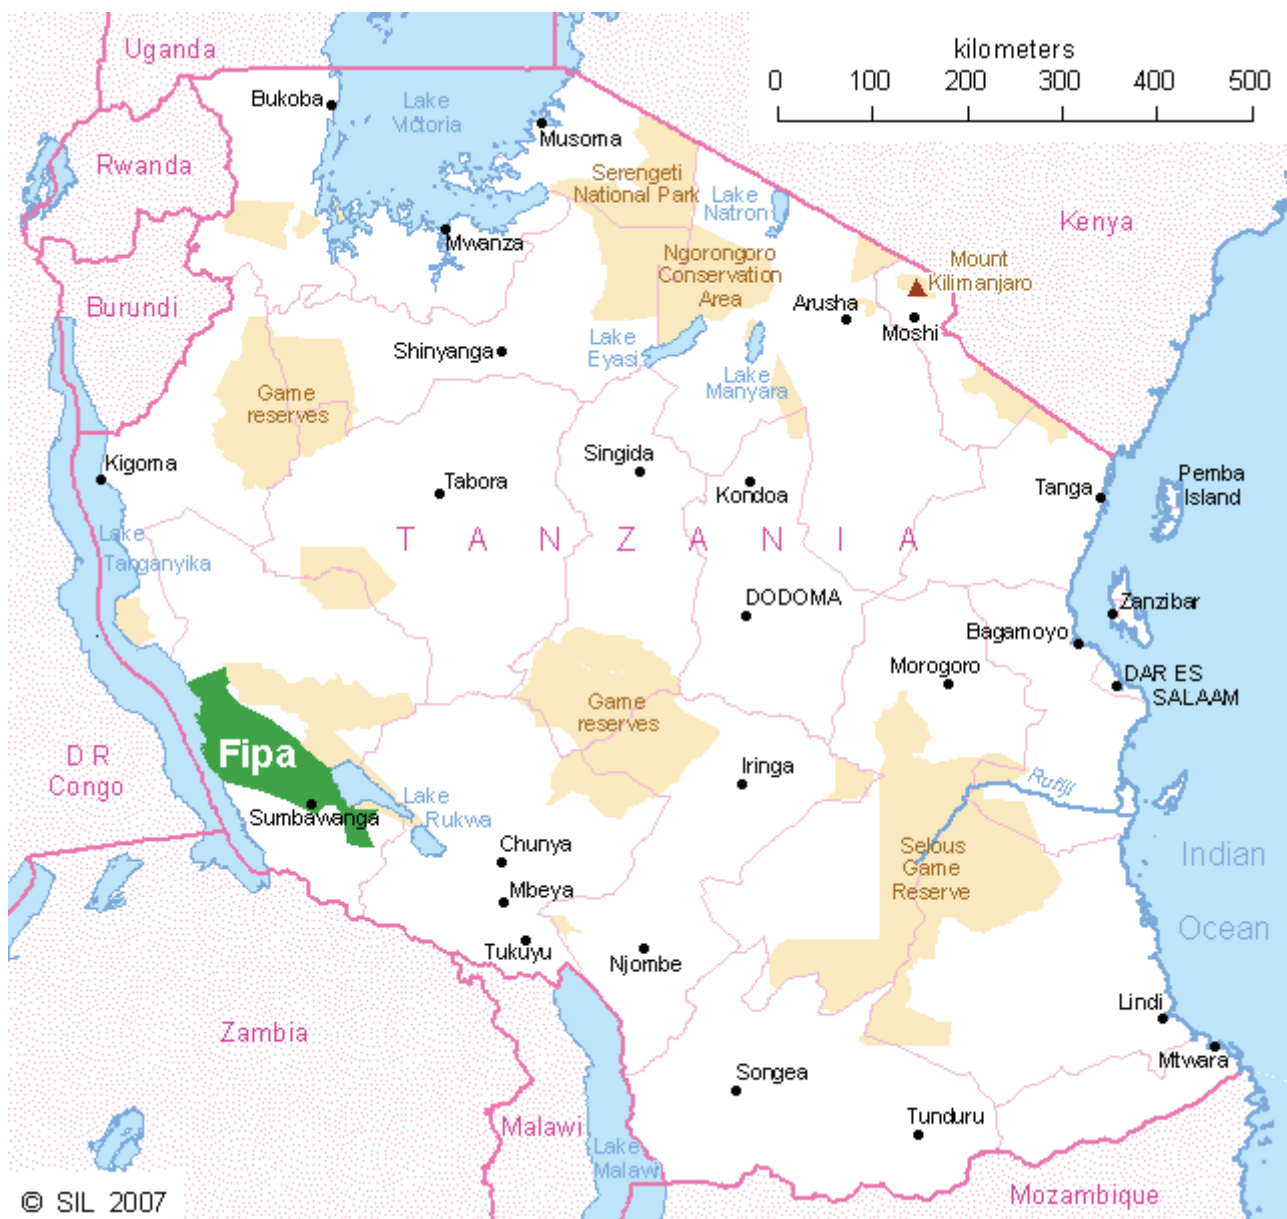 Uganda
kilometers
0 100 200 300 400 500
Bukoba
Lake
Victoria
Musoma
Rwanda
Serengeti
National Park
Lake
Natron
Kenya
Mwanza
Ngorongoro
Conservation
Area
Mount
Kilimanjaro
Burundi
Arusha
Moshi
Shinyanga
Lake
Eyasi
Lake
Manyara
Game
reserves
Kigoma
Singida
Tabora
Kondoa
Tanga
Pemba
Island
TANZANIA
Lake
Tanganyika
DODOMA
Zanzibar
Bagamoyo
Morogoro
DAR ES
SALAAM
Game
reserves
Fipa
D R
Congo
Iringa
Rufiji
Lake
Rukwa
Sumbawanga
Chunya
Selous
Game
Reserve
Indian
Ocean
Mbeya
Tukuyu
Njombe
Lindi
Mtwara
Zambia
Songea
Tunduru
Malawi
Lake
Malawi
Mozambique
© SIL 2007